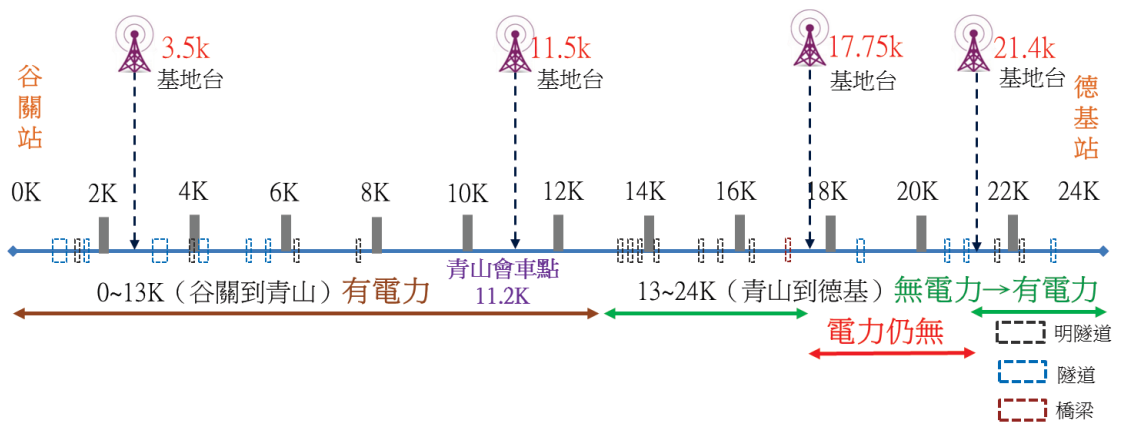 3.5k
基地台
11.5k
基地台
17.75k
基地台
21.4k
基地台
谷關站
德基站
0K
2K
4K
6K
8K
10K
12K
14K
16K
18K
20K
22K
24K
青山會車點
11.2K
0~13K（谷關到青山）有電力
13~24K（青山到德基）無電力→有電力
電力仍無
明隧道
隧道
橋梁